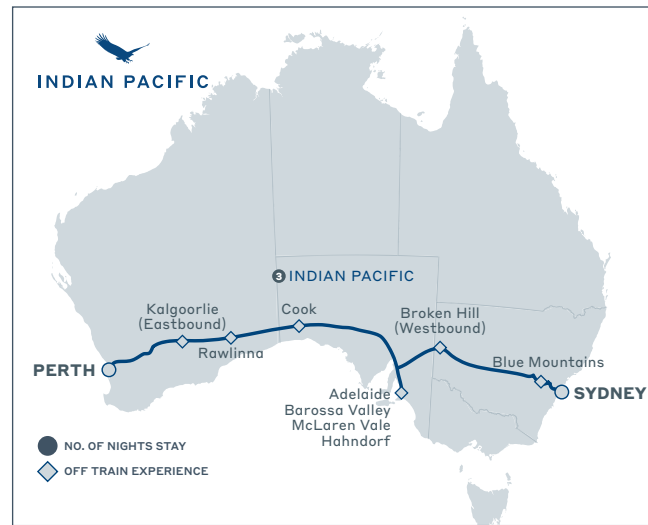 INDIAN PACIFIC
3 INDIAN PACIFIC
Kalgoorlie
(Eastbound)
Rawlinna
Cook
Broken Hill
(Westbound)
Blue Mountains
PERTH
SYDNEY
Adelaide
Barossa Valley
McLaren Vale
Hahndorf
NO. OF NIGHTS STAY
OFF TRAIN EXPERIENCE